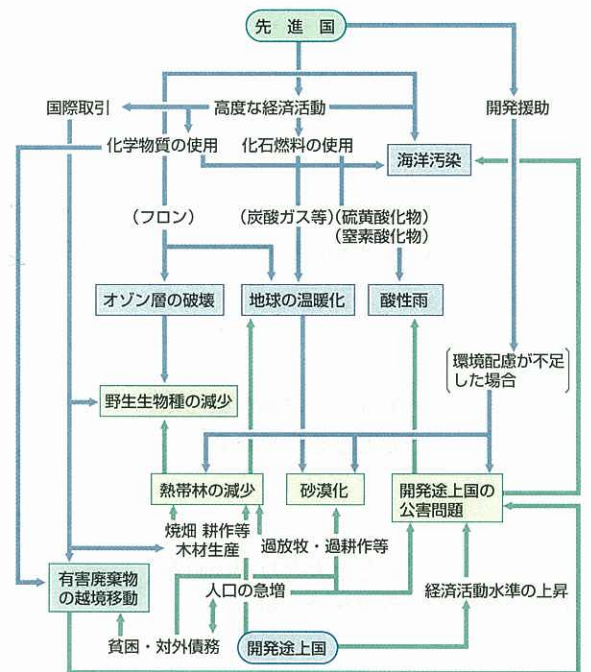 先進国
国際取引
高度な経済活動
開発援助
化学物質の使用
化石燃料の使用
海洋汚染
（フロン）
（炭酸ガス等）
（硫黄酸化物）
（窒素酸化物）
オゾン層の破壊
地球の温暖化
酸性雨
環境配慮が不足
した場合
野生生物種の減少
熱帯林の減少
砂漠化
開発途上国の
公害問題
焼畑 耕作等
木材生産
過放牧・過耕作等
有害廃棄物
の越境移動
人口の急増
経済活動水準の上昇
貧困・対外債務
開発途上国